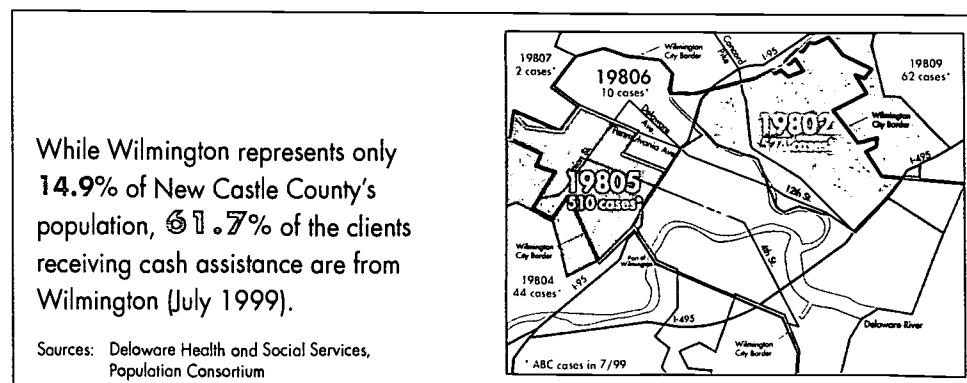 While Wilmington represents only
14.9% of New Castle County's
population, 61.7% of the clients
receiving cash assistance are from
Wilmington (July 1999).
Sources: Delaware Health and Social Services,
Population Consortium
19807
2 cases*
Wilmington
City Border
Concord
Pike
I-95
19809
62 cases*
19806
10 cases*
Delaware
Ave.
Pennsylvania Ave.
19802
cases*
Wilmington
City Border
I-495
St.
19805
510 cases*
12th St.
Wilmington
City Border
Port of
Wilmington
4th St.
19804
44 cases*
I-95
I-495
Delaware River
Wilmington
City Border
* ABC cases in 7/99